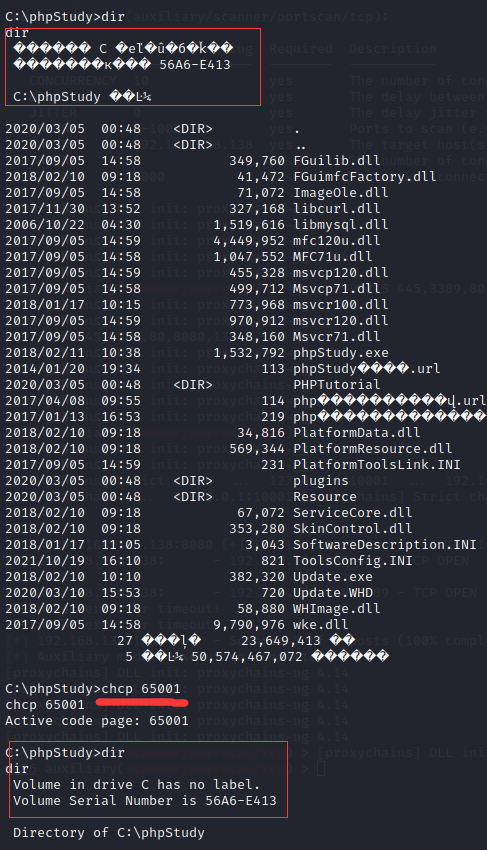 C:\phpStudy>dir
dir
C
56A6-E413
C:\phpStudy
2020/03/05 00:48 <DIR> .
2020/03/05 00:48 <DIR> ..
2017/09/05 14:58 349,760 FGuilib.dll
2018/02/10 09:18 41,472 FGuimfcFactory.dll
2017/09/05 14:58 71,072 ImageOle.dll
2017/11/30 13:52 327,168 libcurl.dll
2006/10/22 04:30 1,519,616 libmysql.dll
2017/09/05 14:59 4,449,952 mfc120u.dll
2017/09/05 14:58 1,047,552 MFC71u.dll
2017/09/05 14:59 455,328 msvcp120.dll
2017/09/05 14:58 499,712 Msvcp71.dll
2018/01/17 10:15 773,968 msvcr100.dll
2017/09/05 14:59 970,912 msvcr120.dll
2017/09/05 14:58 348,160 Msvcr71.dll
2018/02/11 10:38 1,532,792 phpStudy.exe
2014/01/20 19:34 113 phpStudy����.url
2020/03/05 00:48 <DIR> PHPTutorial
2017/04/08 09:55 114 php
2017/01/13 16:53 219 php
2018/02/10 09:18 34,816 PlatformData.dll
2018/02/10 09:18 569,344 PlatformResource.dll
2017/09/05 14:59 231 PlatformToolsLink.INI
2020/03/05 00:48 <DIR> plugins
2020/03/05 00:48 <DIR> Resource
2018/02/10 09:18 67,072 ServiceCore.dll
2018/02/10 09:18 353,280 SkinControl.dll
2018/01/17 11:05 3,043 SoftwareDescription.INI
2021/10/19 16:10 821 ToolsConfig.INI
2018/02/10 10:10 382,320 Update.exe
2020/03/10 15:53 720 Update.WHD
2018/02/10 09:18 58,880 WHImage.dll
2017/09/05 14:58 9,790,976 wke.dll
27 23,649,413
5 50,574,467,072
C:\phpStudy>chcp 65001
chcp 65001
Active code page: 65001
C:\phpStudy>dir
dir
Volume in drive C has no label.
Volume Serial Number is 56A6-E413
Directory of C:\phpStudy